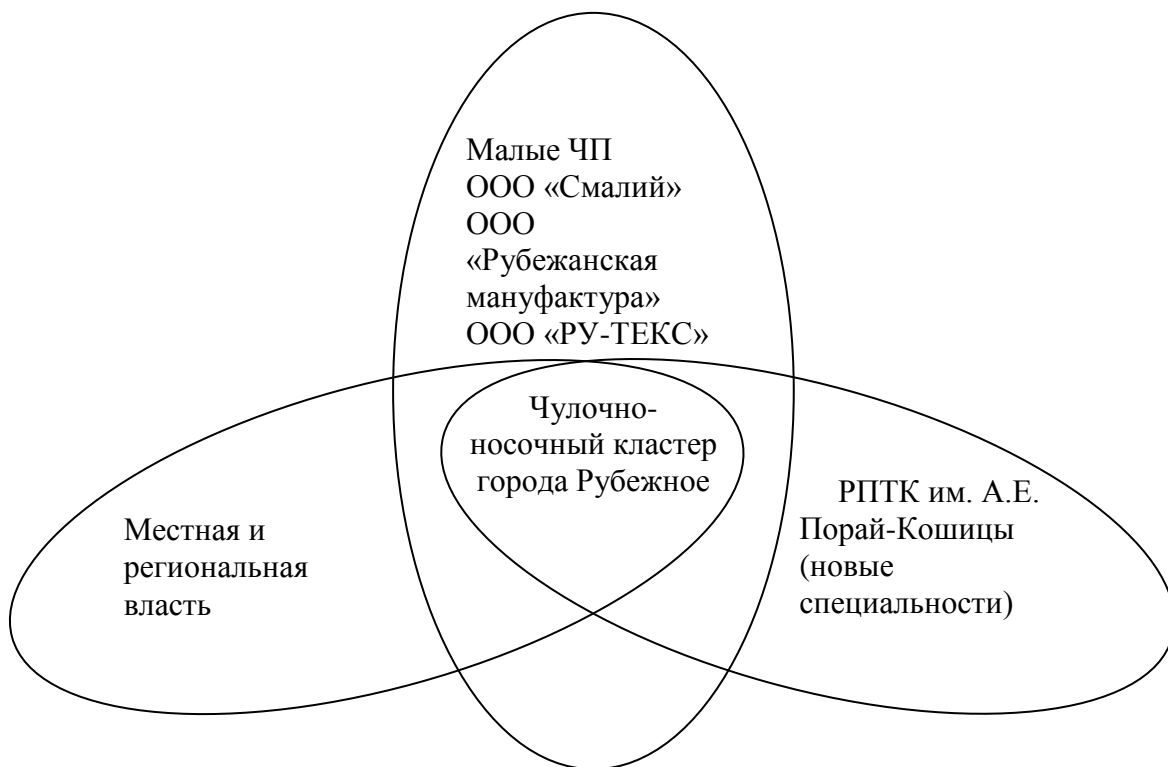 Малые ЧП
ООО «Смалий»
ООО
«Рубежанская
мануфактура»
ООО «РУ-ТЕКС»
Чулочно-
носочный кластер
города Рубежное
Местная и
региональная
власть
РПТК им. А.Е.
Порай-Кошицы
(новые
специальности)